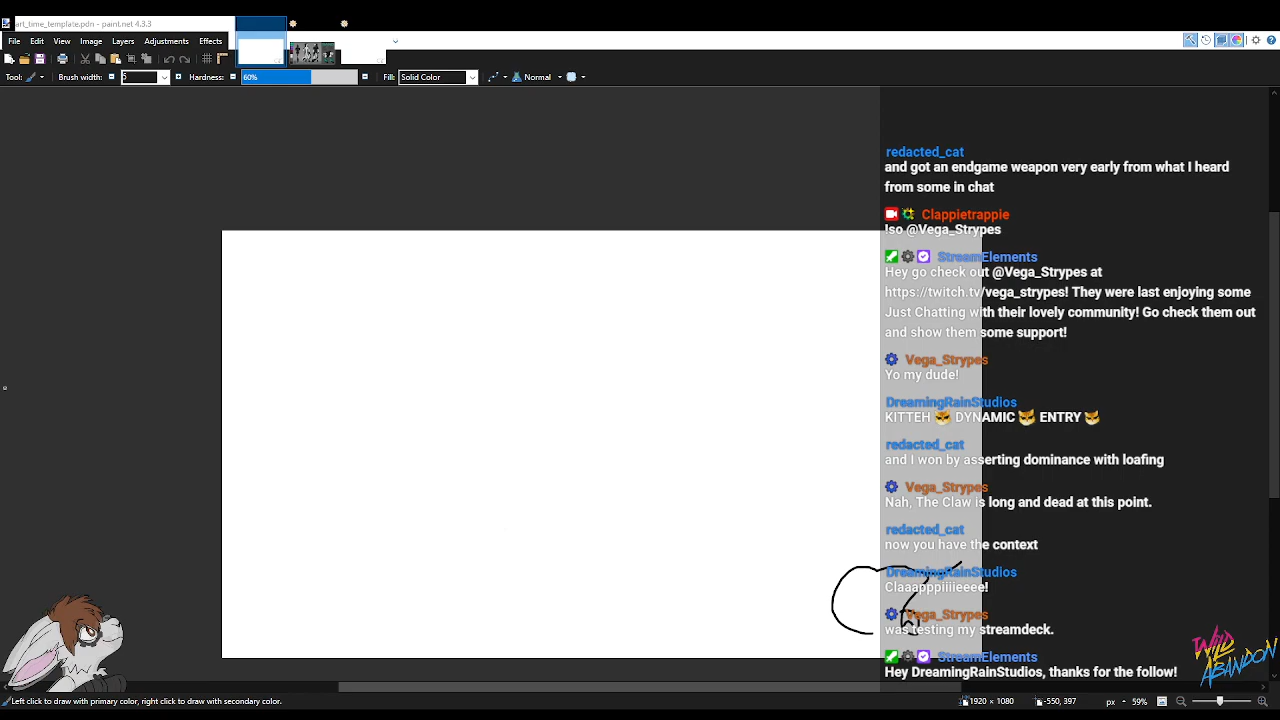 art_time_template.pdn - paint.net 4.3.3
File Edit View Image Layers Adjustments Effects
Tool: Brush width: 5 Hardness: 60% Fill: Solid Color Normal
redacted_cat
and got an endgame weapon very early from what I heard
from some in chat
Clappietrappie
!so @Vega_Strypes
StreamElements
Hey go check out @Vega_Strypes at
https://twitch.tv/vega_strypes! They were last enjoying some
Just Chatting with their lovely community! Go check them out
and show them some support!
Vega_Strypes
Yo my dude!
DreamingRainStudios
KITTEH DYNAMIC ENTRY
redacted_cat
and I won by asserting dominance with loafing
Vega_Strypes
Nah, The Claw is long and dead at this point.
redacted_cat
now you have the context
DreamingRainStudios
Claaapppiiiieeee!
Vega_Strypes
was testing my streamdeck.
StreamElements
Hey DreamingRainStudios, thanks for the follow!
WILD
ABANDON
Left click to draw with primary color, right click to draw with secondary color. 1920 × 1080 -550, 397 px 59%